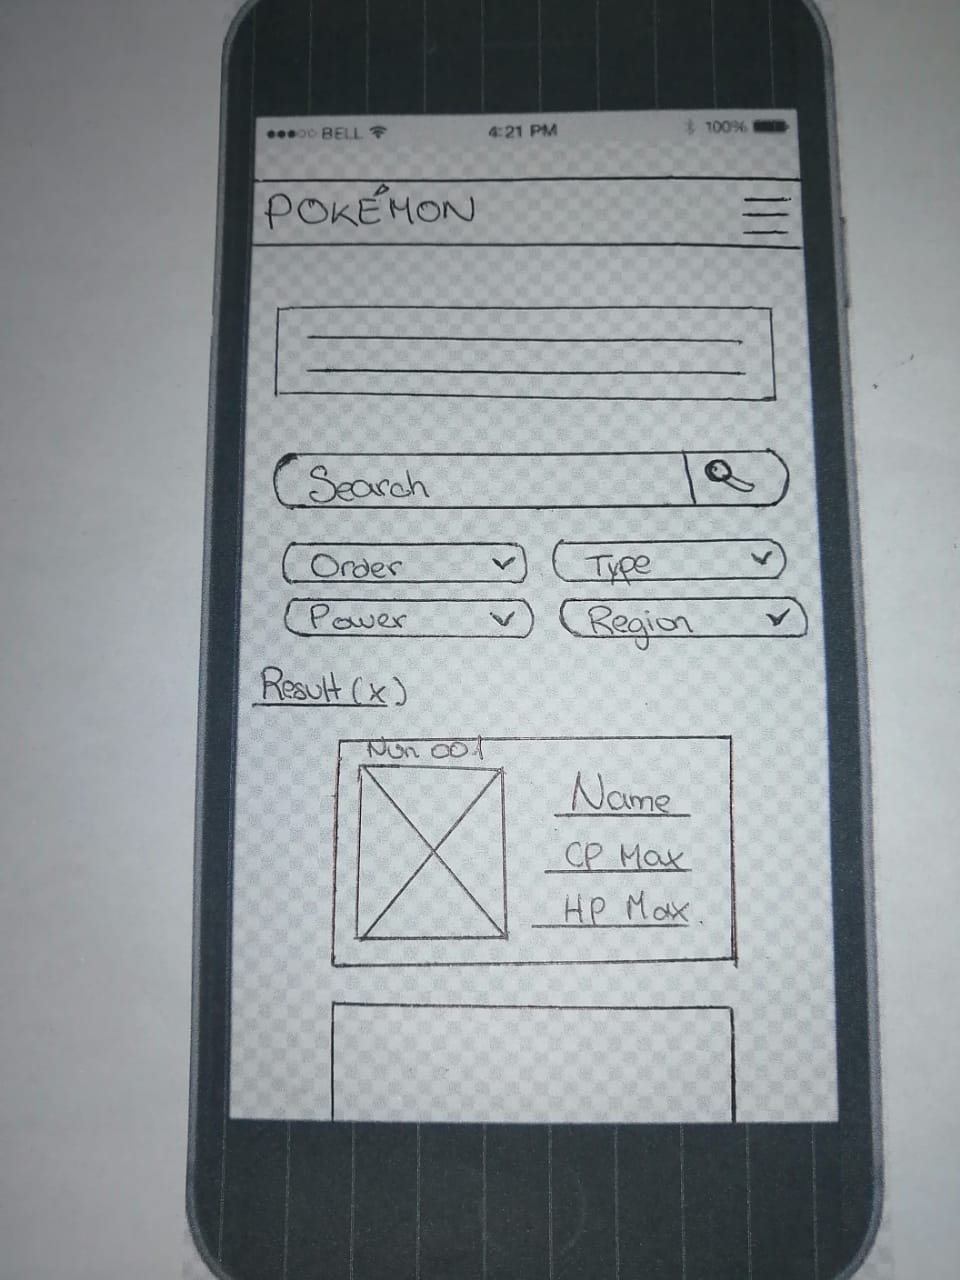 BELL 4:21 PM 100%
POKÉMON
Search
Order Type
Power Region
Result (x)
Num 001
Name
CP Max
HP Max.